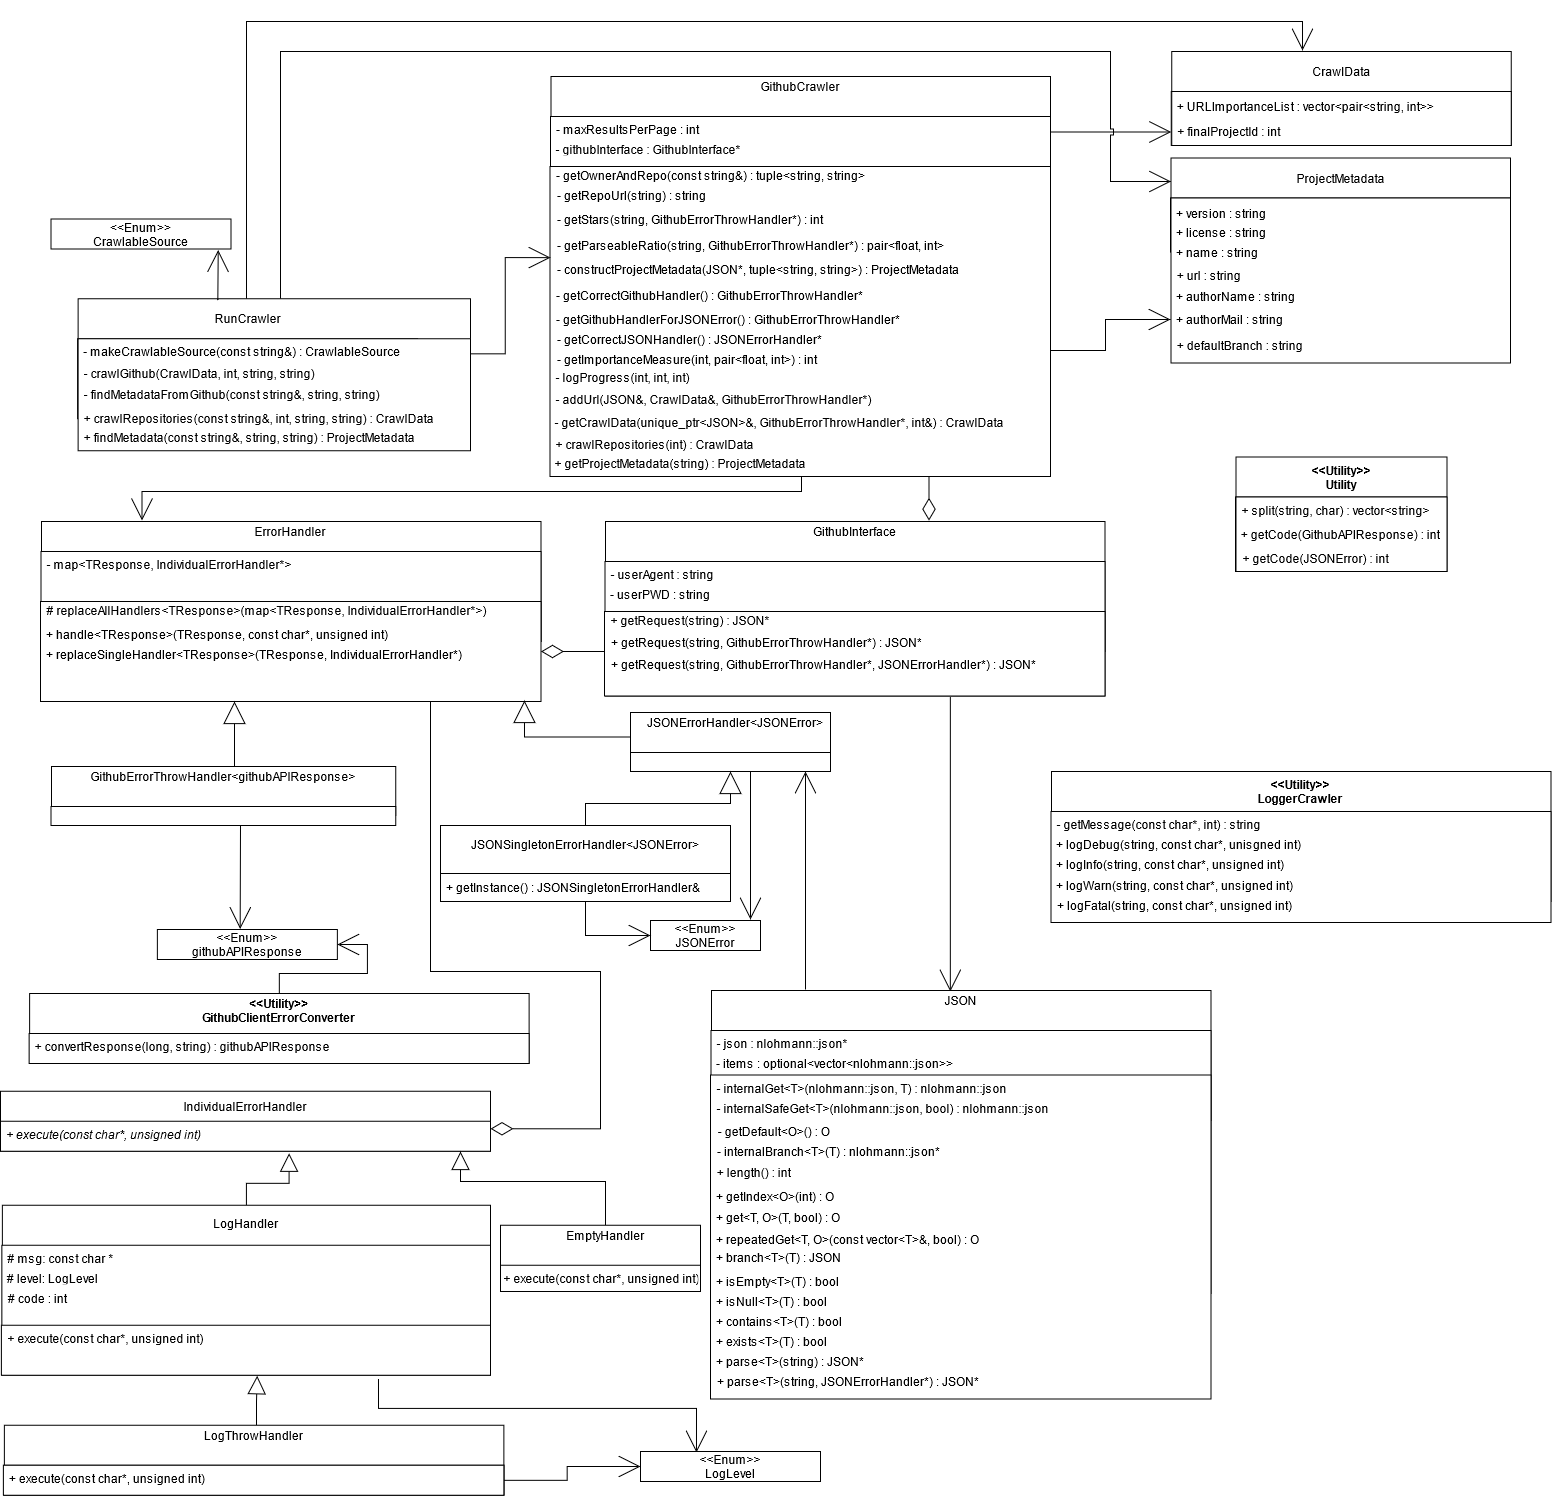 CrawlData
+ URLImportanceList : vector<pair<string, int>>
+ finalProjectId : int
GithubCrawler
- maxResultsPerPage : int
- githubInterface : GithubInterface*
- getOwnerAndRepo(const string&) : tuple<string, string>
- getRepoUrl(string) : string
- getStars(string, GithubErrorThrowHandler*) : int
- getParseableRatio(string, GithubErrorThrowHandler*) : pair<float, int>
- constructProjectMetadata(JSON*, tuple<string, string>) : ProjectMetadata
- getCorrectGithubHandler() : GithubErrorThrowHandler*
- getGithubHandlerForJSONError() : GithubErrorThrowHandler*
- getCorrectJSONHandler() : JSONErrorHandler*
- getImportanceMeasure(int, pair<float, int>) : int
- logProgress(int, int, int)
- addUrl(JSON&, CrawlData&, GithubErrorThrowHandler*)
- getCrawlData(unique_ptr<JSON>&, GithubErrorThrowHandler*, int&) : CrawlData
+ crawlRepositories(int) : CrawlData
+ getProjectMetadata(string) : ProjectMetadata
ProjectMetadata
+ version : string
+ license : string
+ name : string
+ url : string
+ authorName : string
+ authorMail : string
+ defaultBranch : string
<<Enum>>
CrawlableSource
RunCrawler
- makeCrawlableSource(const string&) : CrawlableSource
- crawlGithub(CrawlData, int, string, string)
- findMetadataFromGithub(const string&, string, string)
+ crawlRepositories(const string&, int, string, string) : CrawlData
+ findMetadata(const string&, string, string) : ProjectMetadata
<<Utility>>
Utility
+ split(string, char) : vector<string>
+ getCode(GithubAPIResponse) : int
+ getCode(JSONError) : int
ErrorHandler
- map<TResponse, IndividualErrorHandler*>
# replaceAllHandlers<TResponse>(map<TResponse, IndividualErrorHandler*>)
+ handle<TResponse>(TResponse, const char*, unsigned int)
+ replaceSingleHandler<TResponse>(TResponse, IndividualErrorHandler*)
GithubInterface
- userAgent : string
- userPWD : string
+ getRequest(string) : JSON*
+ getRequest(string, GithubErrorThrowHandler*) : JSON*
+ getRequest(string, GithubErrorThrowHandler*, JSONErrorHandler*) : JSON*
JSONErrorHandler<JSONError>
GithubErrorThrowHandler<githubAPIResponse>
JSONSingletonErrorHandler<JSONError>
+ getInstance() : JSONSingletonErrorHandler&
<<Utility>>
LoggerCrawler
- getMessage(const char*, int) : string
+ logDebug(string, const char*, unisgned int)
+ logInfo(string, const char*, unsigned int)
+ logWarn(string, const char*, unsigned int)
+ logFatal(string, const char*, unsigned int)
<<Enum>>
JSONError
<<Enum>>
githubAPIResponse
<<Utility>>
GithubClientErrorConverter
+ convertResponse(long, string) : githubAPIResponse
JSON
- json : nlohmann::json*
- items : optional<vector<nlohmann::json>>
- internalGet<T>(nlohmann::json, T) : nlohmann::json
- internalSafeGet<T>(nlohmann::json, bool) : nlohmann::json
- getDefault<O>() : O
- internalBranch<T>(T) : nlohmann::json*
+ length() : int
+ getIndex<O>(int) : O
+ get<T, O>(T, bool) : O
+ repeatedGet<T, O>(const vector<T>&, bool) : O
+ branch<T>(T) : JSON
+ isEmpty<T>(T) : bool
+ isNull<T>(T) : bool
+ contains<T>(T) : bool
+ exists<T>(T) : bool
+ parse<T>(string) : JSON*
+ parse<T>(string, JSONErrorHandler*) : JSON*
IndividualErrorHandler
+ execute(const char*, unsigned int)
LogHandler
# msg: const char *
# level: LogLevel
# code : int
+ execute(const char*, unsigned int)
EmptyHandler
+ execute(const char*, unsigned int)
LogThrowHandler
+ execute(const char*, unsigned int)
<<Enum>>
LogLevel